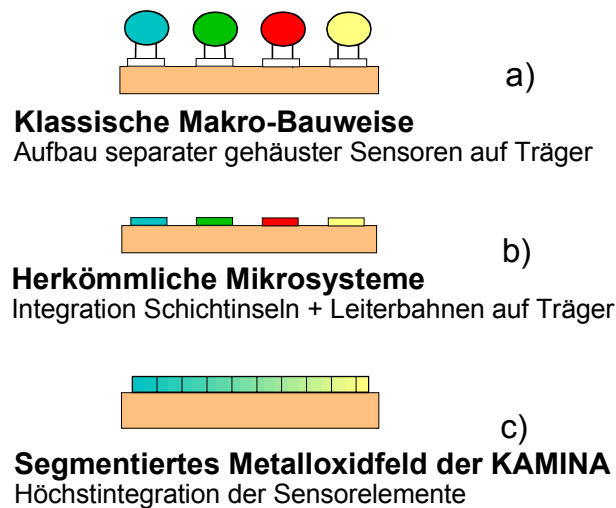 a)
Klassische Makro-Bauweise
Aufbau separater gehäuster Sensoren auf Träger
b)
Herkömmliche Mikrosysteme
Integration Schichtinseln + Leiterbahnen auf Träger
c)
Segmentiertes Metalloxidfeld der KAMINA
Höchstintegration der Sensorelemente